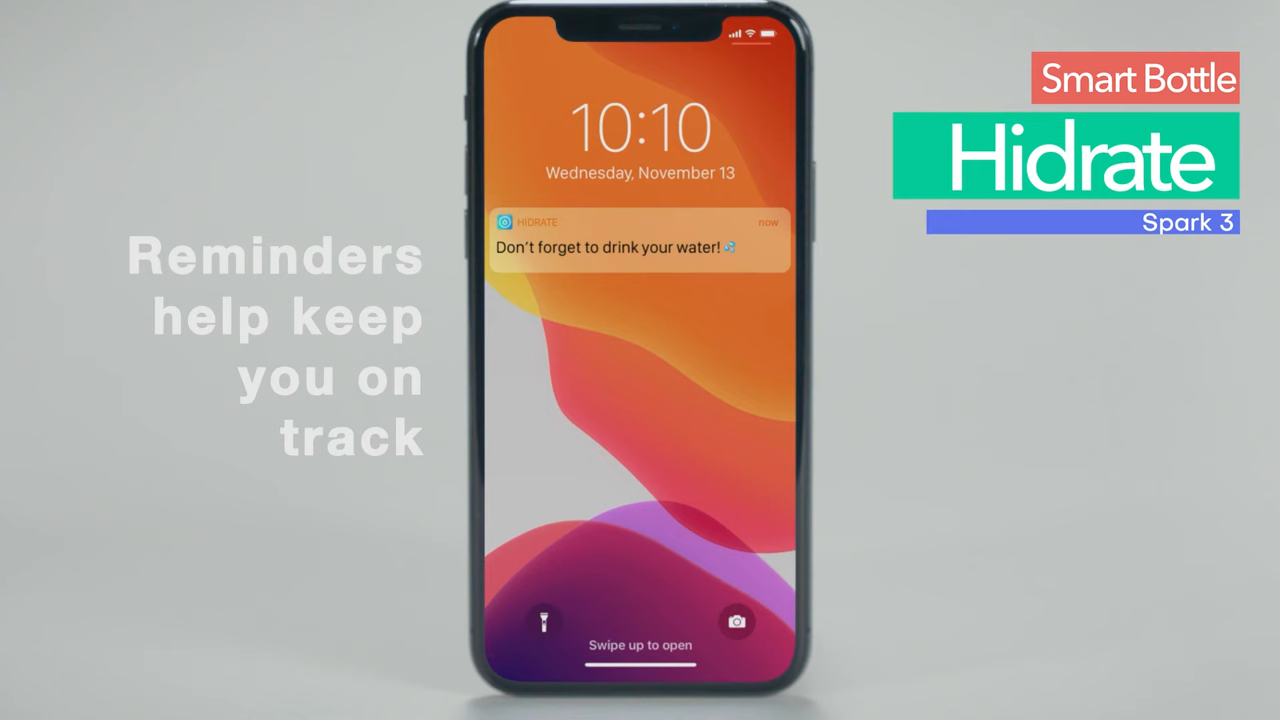 Smart Bottle
Hidrate
Spark 3
Reminders
help keep
you on
track
10:10
Wednesday, November 13
HIDRATE now
Don't forget to drink your water! 💦
Swipe up to open